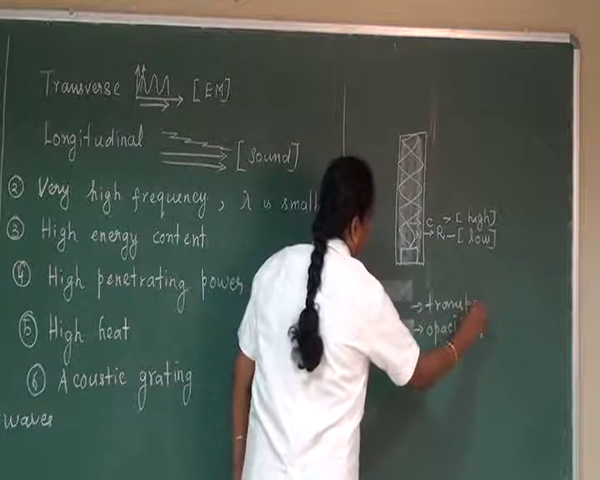 Transverse [EM]
Longitudinal [Sound]
② Very high frequency, λ is small
③ High energy content
④ High penetrating power
⑤ High heat
⑥ Acoustic grating
waves
C → [ high]
R → [ low]
→ transp
→ opaci